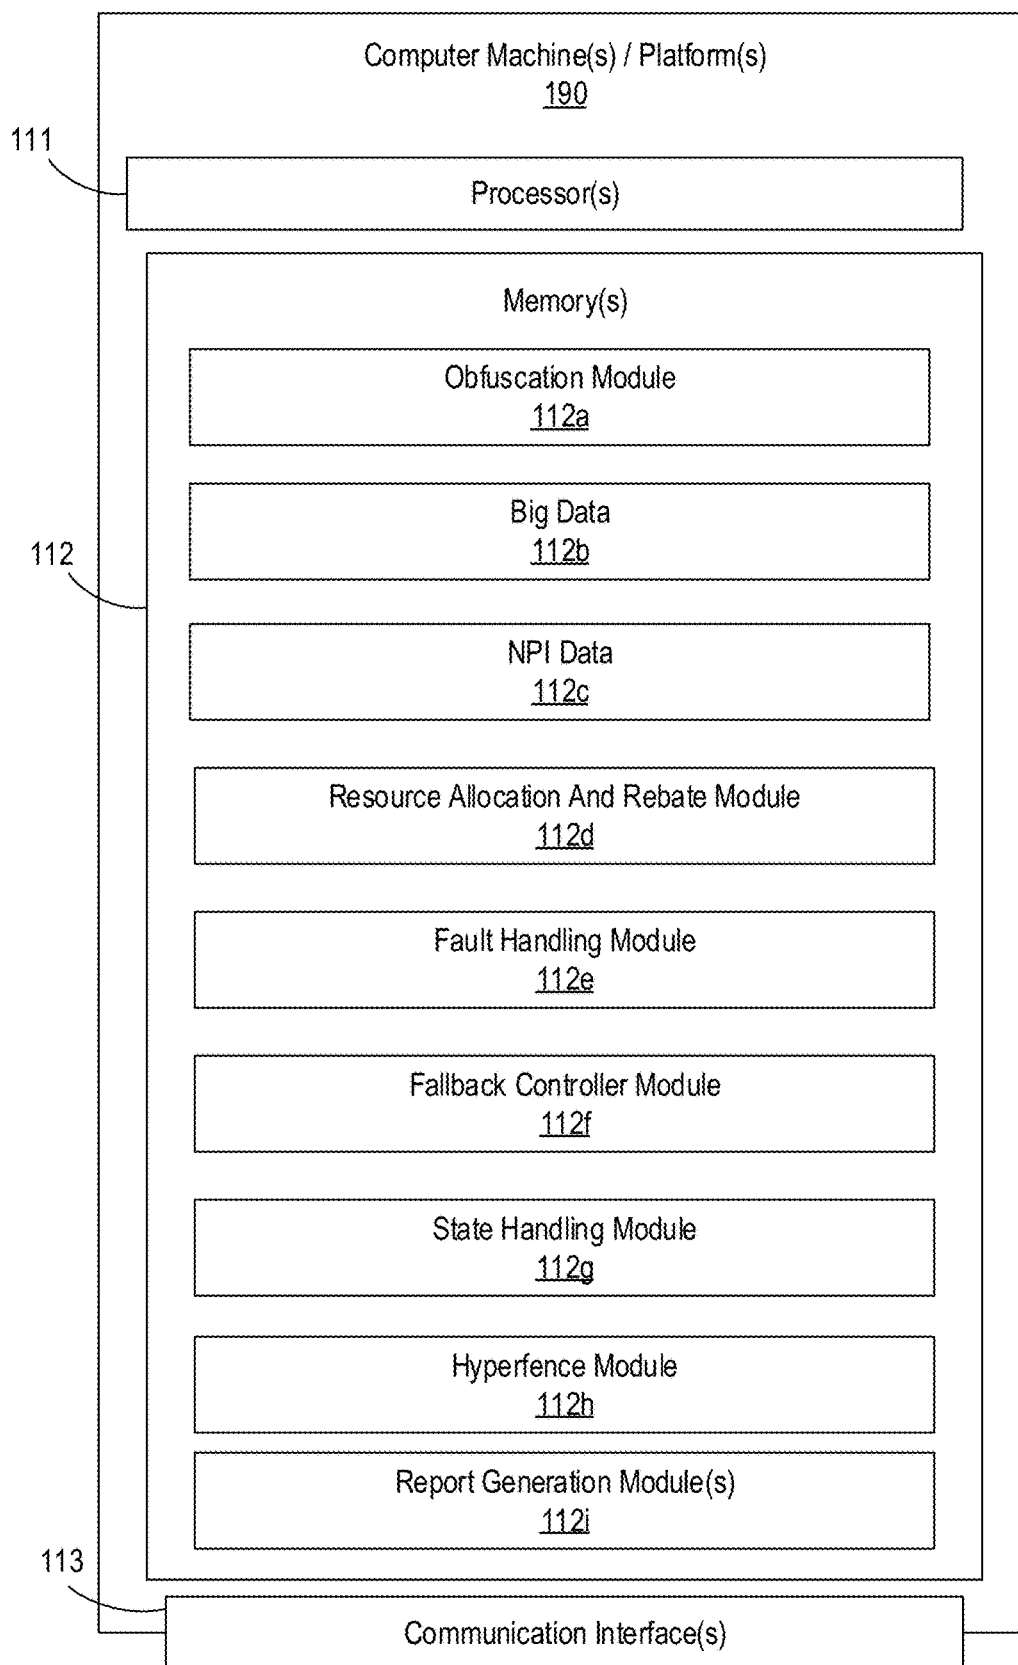 Computer Machine(s) / Platform(s)
190
111
Processor(s)
Memory(s)
Obfuscation Module
112a
Big Data
112b
112
NPI Data
112c
Resource Allocation And Rebate Module
112d
Fault Handling Module
112e
Fallback Controller Module
112f
State Handling Module
112g
Hyperfence Module
112h
Report Generation Module(s)
112i
113
Communication Interface(s)